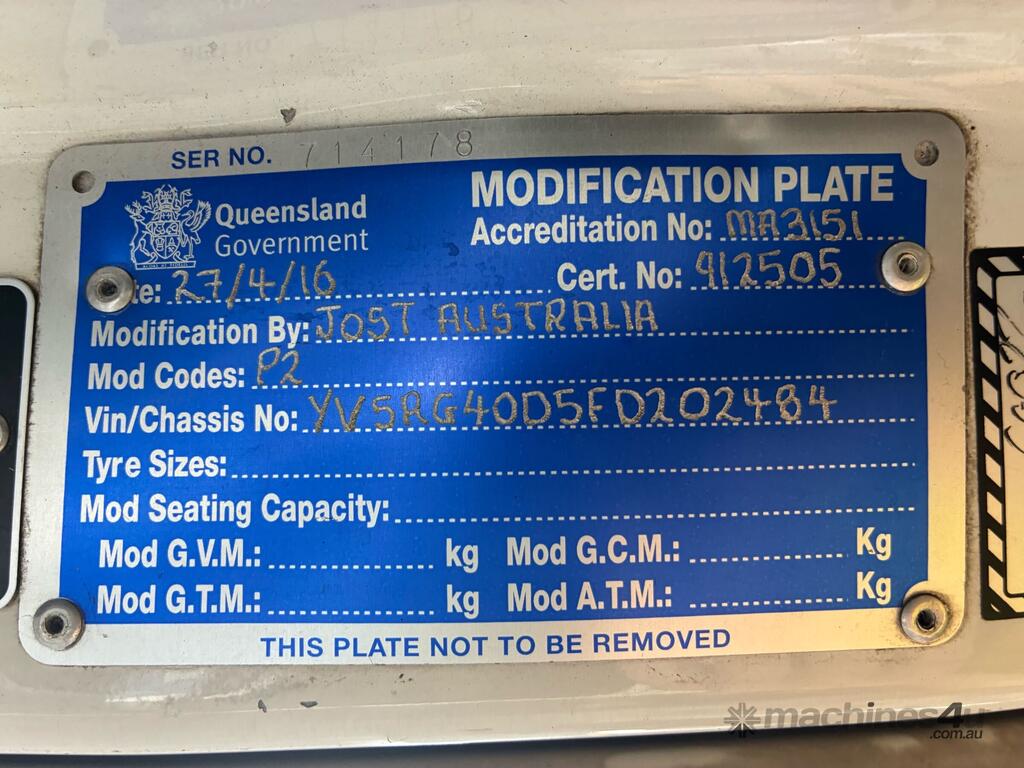 SER NO. 714178
Queensland
Government
MODIFICATION PLATE
Accreditation No: MA3151
te: 27/4/16
Cert. No: 912505
Modification By: JOST AUSTRALIA
Mod Codes: P2
Vin/Chassis No: YV5RG40D5FD202484
Tyre Sizes:
Mod Seating Capacity:
Mod G.V.M.: kg Mod G.C.M.: Kg
Mod G.T.M.: kg Mod A.T.M.: Kg
THIS PLATE NOT TO BE REMOVED
machines4u
.com.au